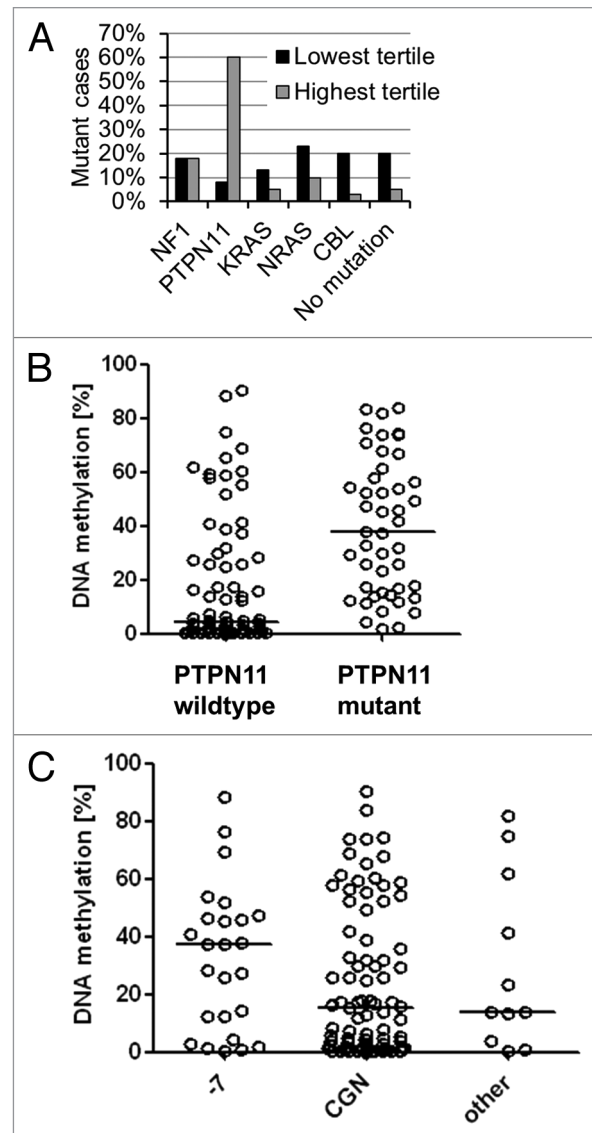 A
Mutant cases
70%
60%
50%
40%
30%
20%
10%
0%
Lowest tertile
Highest tertile
NF1
PTPN11
KRAS
NRAS
CBL
No mutation
B
DNA methylation [%]
100
80
60
40
20
0
PTPN11
wildtype
PTPN11
mutant
C
DNA methylation [%]
100
80
60
40
20
0
-7
CGN
other